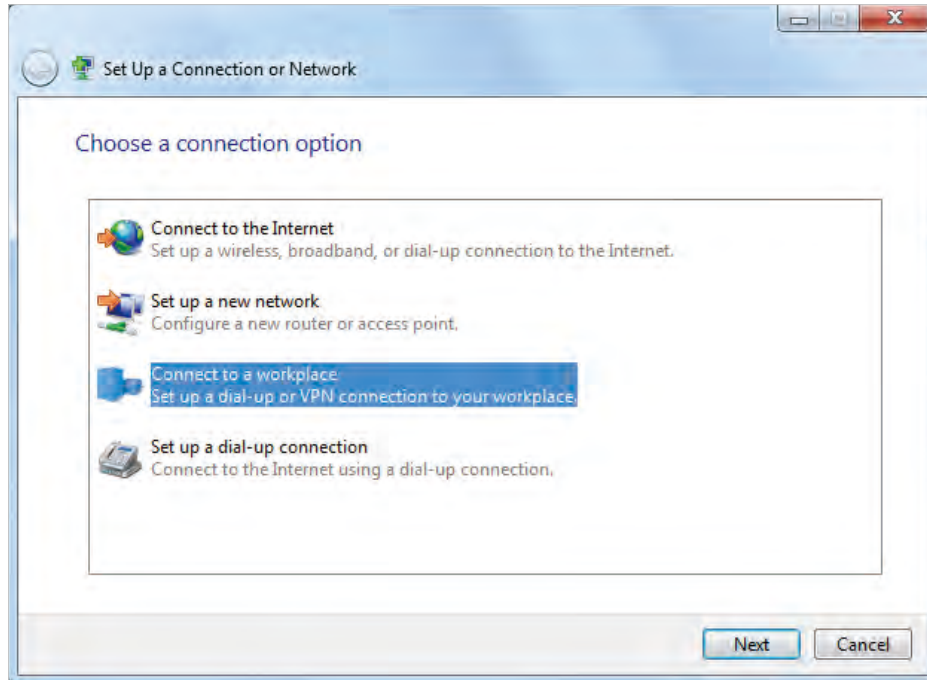 Set Up a Connection or Network
Choose a connection option
Connect to the Internet
Set up a wireless, broadband, or dial-up connection to the Internet.
Set up a new network
Configure a new router or access point.
Connect to a workplace
Set up a dial-up or VPN connection to your workplace.
Set up a dial-up connection
Connect to the Internet using a dial-up connection.
Next Cancel